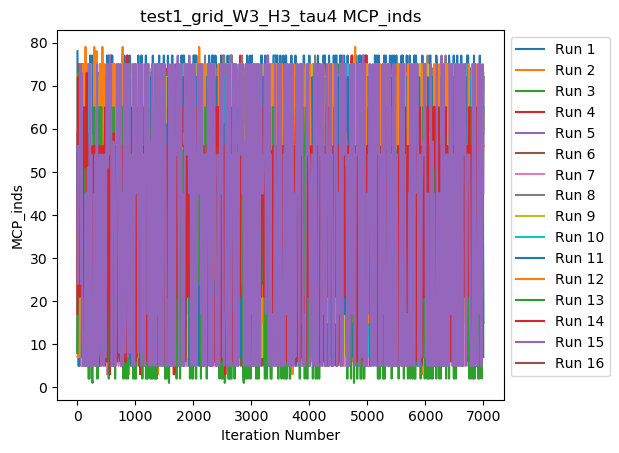 test1_grid_W3_H3_tau4 MCP_inds
80
70
60
50
40
30
20
10
0
MCP_inds
0 1000 2000 3000 4000 5000 6000 7000
Iteration Number
Run 1
Run 2
Run 3
Run 4
Run 5
Run 6
Run 7
Run 8
Run 9
Run 10
Run 11
Run 12
Run 13
Run 14
Run 15
Run 16